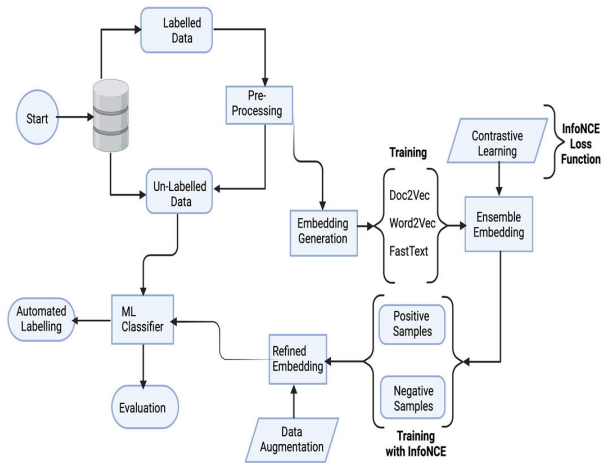 Labelled
Data
Start
Pre-
Processing
Un-Labelled
Data
Contrastive
Learning
InfoNCE
Loss
Function
Training
Doc2Vec
Word2Vec
FastText
Embedding
Generation
Ensemble
Embedding
Automated
Labelling
ML
Classifier
Evaluation
Refined
Embedding
Data
Augmentation
Positive
Samples
Negative
Samples
Training
with InfoNCE